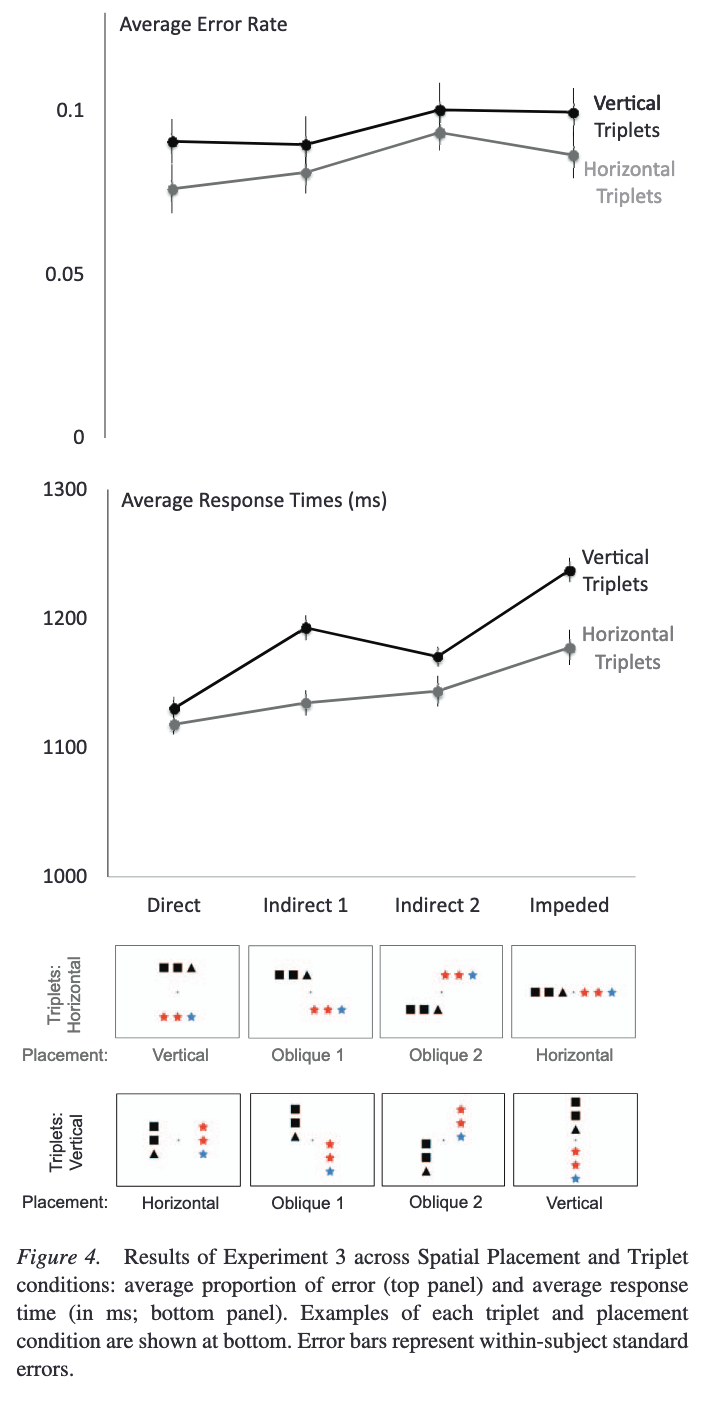 Average Error Rate
0.1
Vertical
Triplets
Horizontal
Triplets
0.05
0
1300
Average Response Times (ms)
Vertical
Triplets
1200
Horizontal
Triplets
1100
1000
Direct Indirect 1 Indirect 2 Impeded
Triplets:
Horizontal
Placement: Vertical Oblique 1 Oblique 2 Horizontal
Triplets:
Vertical
Placement: Horizontal Oblique 1 Oblique 2 Vertical
Figure 4. Results of Experiment 3 across Spatial Placement and Triplet
conditions: average proportion of error (top panel) and average response
time (in ms; bottom panel). Examples of each triplet and placement
condition are shown at bottom. Error bars represent within-subject standard
errors.